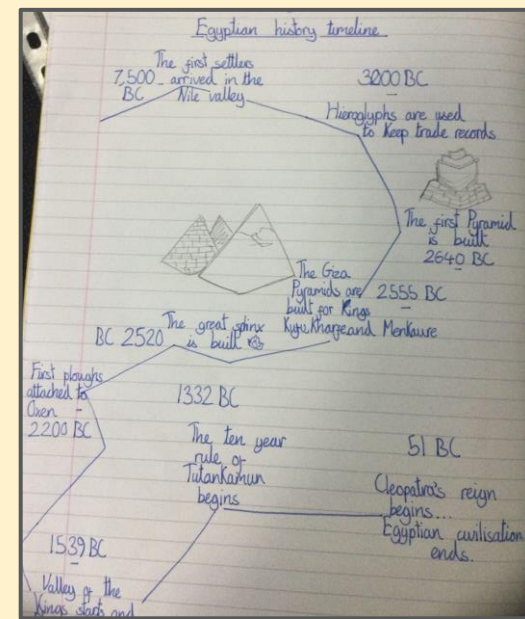 Egyptian history timeline
The first settlers
7,500 arrived in the
BC Nile valley
3200 BC
Hieroglyphs are used
to keep trade records
The first Pyramid
is built
2640 BC
The Giza
Pyramids are 2555 BC
built for Kings
and Menkaure
BC 2520 The great sphinx
is built
First ploughs
attached to
Oxen -
2200 BC
1539 BC
Valley of the
Kings starts and
1332 BC
The ten year
rule of
Tutankamun
begins
51 BC
Cleopatra's reign
begins...
Egyptian civilisation
ends.